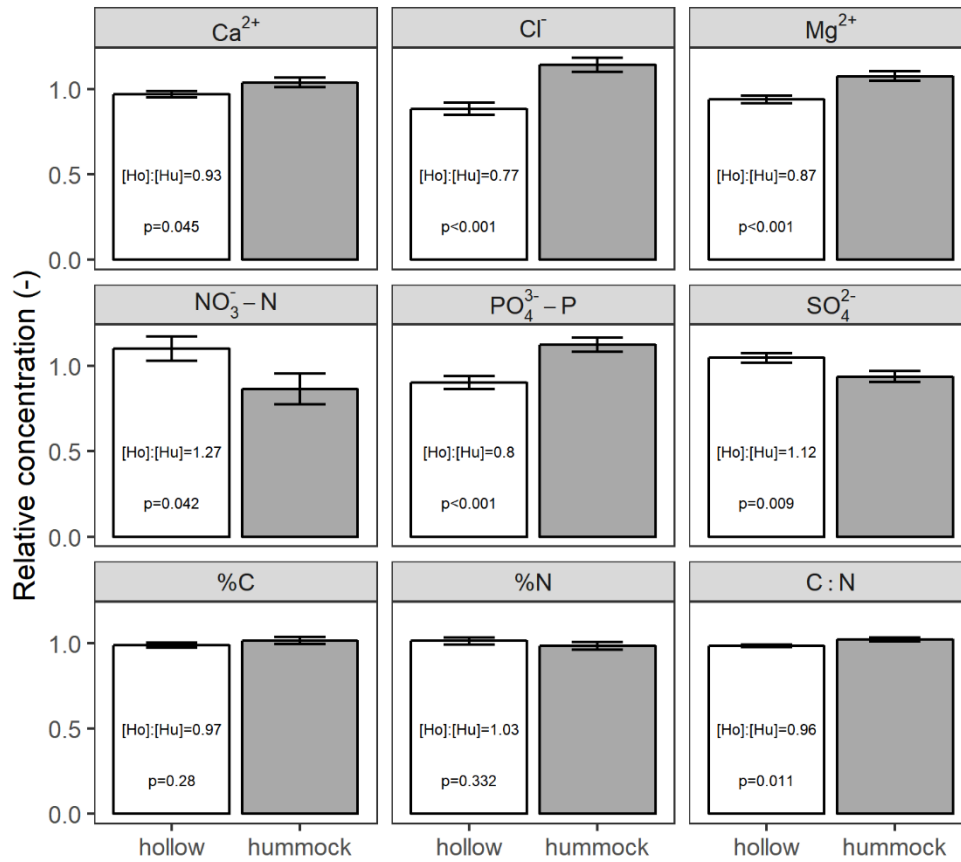 Relative concentration (-)
Ca²⁺
Cl⁻
Mg²⁺
1.0
0.5
0.0
[Ho]:[Hu]=0.93
p=0.045
[Ho]:[Hu]=0.77
p<0.001
[Ho]:[Hu]=0.87
p<0.001
NO₃⁻ – N
PO₄³⁻ – P
SO₄²⁻
1.0
0.5
0.0
[Ho]:[Hu]=1.27
p=0.042
[Ho]:[Hu]=0.8
p<0.001
[Ho]:[Hu]=1.12
p=0.009
%C
%N
C : N
1.0
0.5
0.0
[Ho]:[Hu]=0.97
p=0.28
[Ho]:[Hu]=1.03
p=0.332
[Ho]:[Hu]=0.96
p=0.011
hollow hummock
hollow hummock
hollow hummock